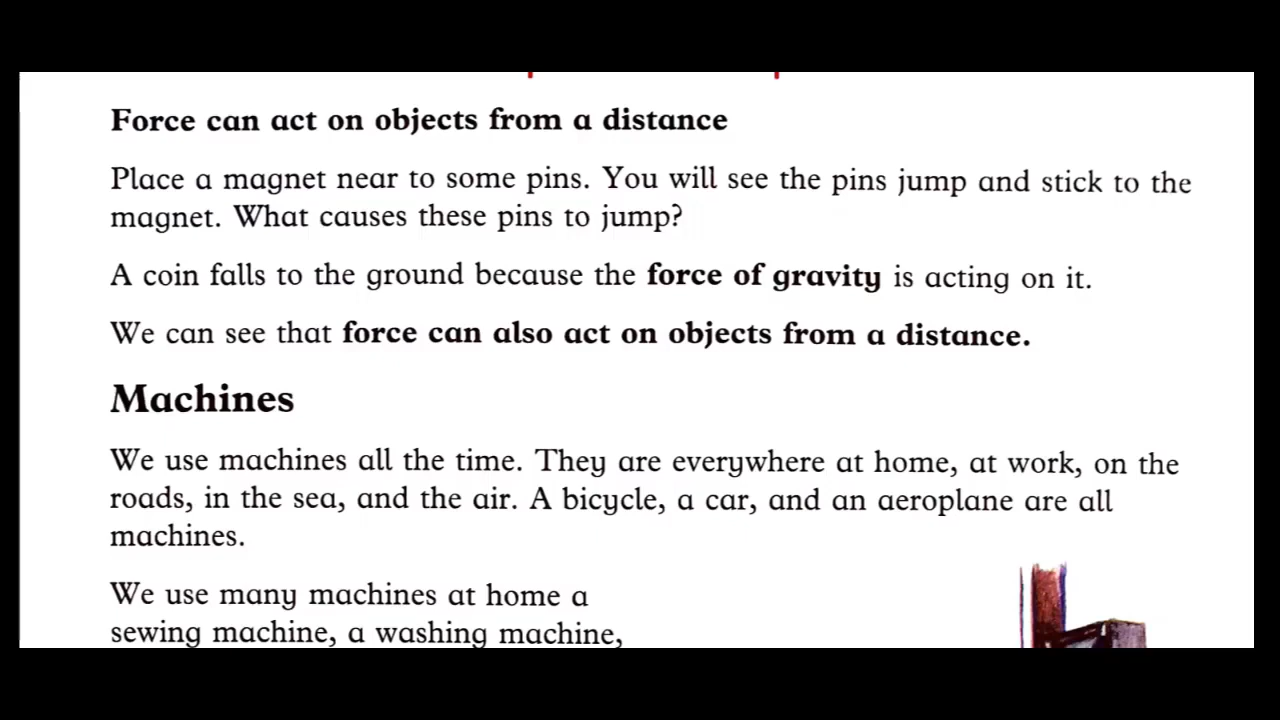 Force can act on objects from a distance
Place a magnet near to some pins. You will see the pins jump and stick to the
magnet. What causes these pins to jump?
A coin falls to the ground because the force of gravity is acting on it.
We can see that force can also act on objects from a distance.
Machines
We use machines all the time. They are everywhere at home, at work, on the
roads, in the sea, and the air. A bicycle, a car, and an aeroplane are all
machines.
We use many machines at home a
sewing machine, a washing machine,